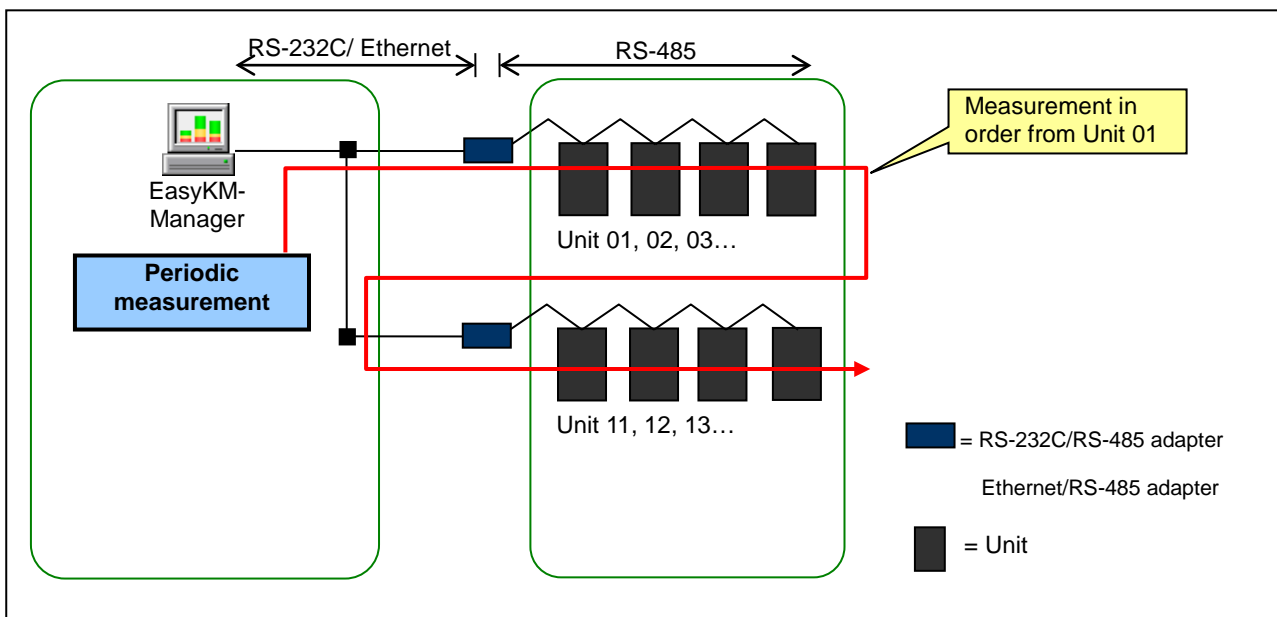 RS-232C/ Ethernet
RS-485
Measurement in
order from Unit 01
EasyKM-
Manager
Unit 01, 02, 03…
Periodic
measurement
Unit 11, 12, 13…
= RS-232C/RS-485 adapter
Ethernet/RS-485 adapter
= Unit